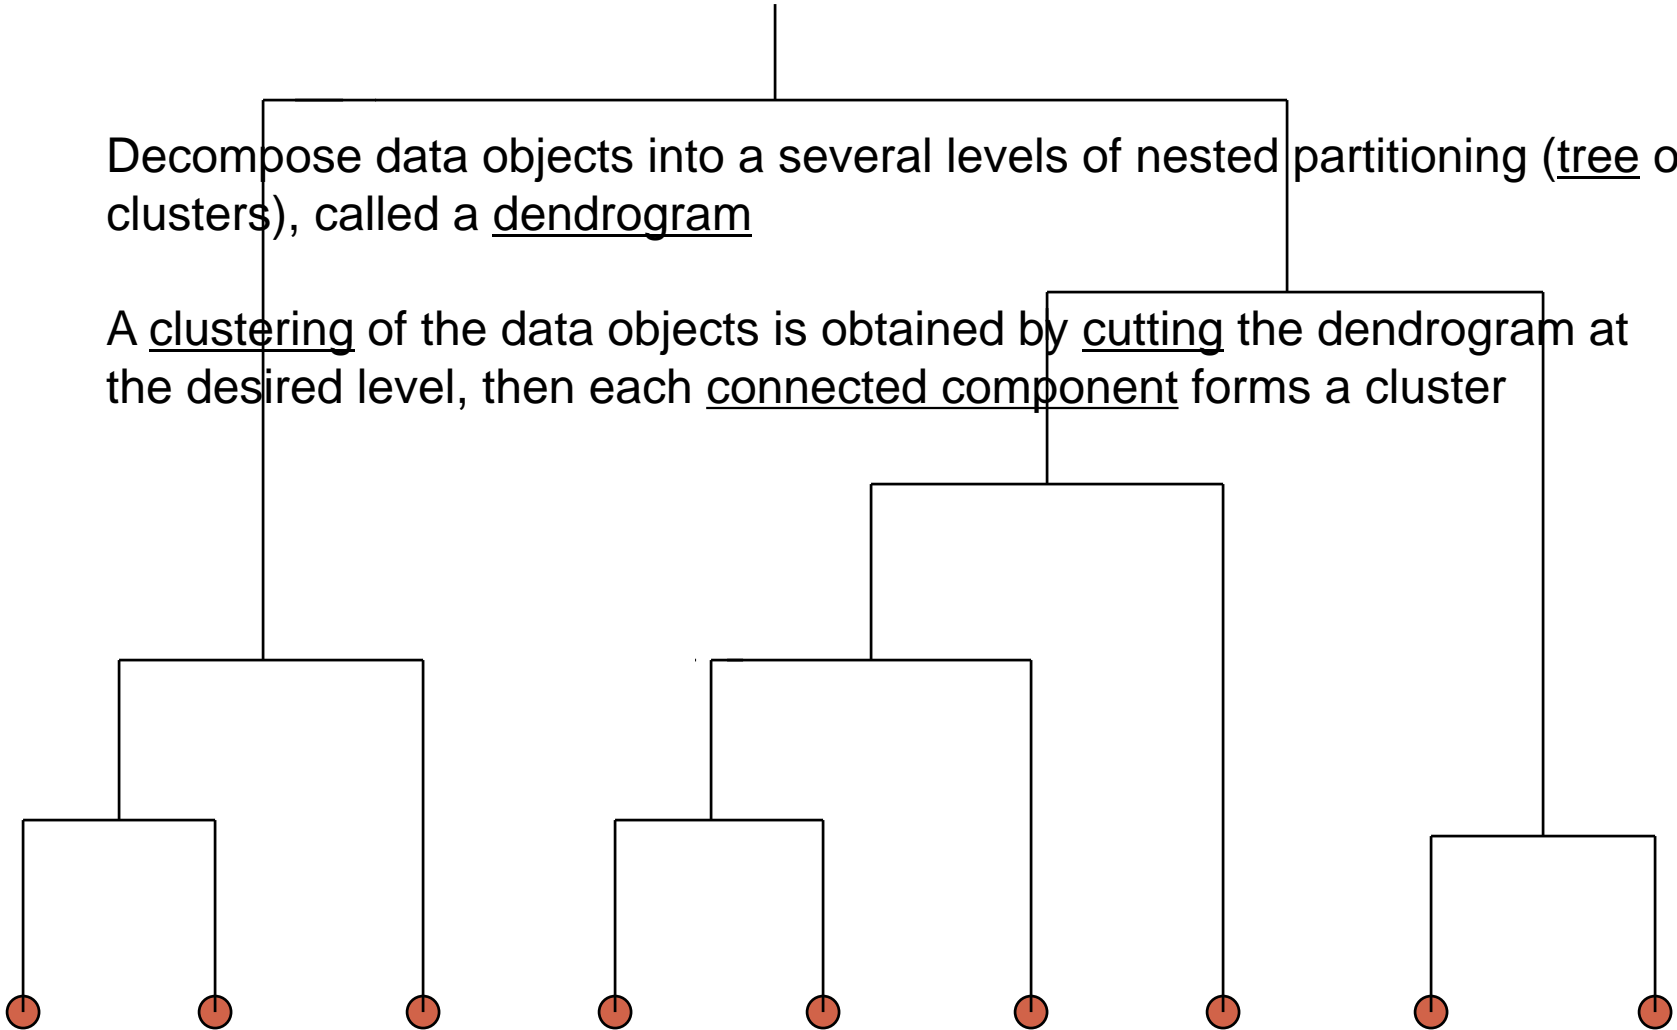 Decompose data objects into a several levels of nested partitioning (tree o
clusters), called a dendrogram
A clustering of the data objects is obtained by cutting the dendrogram at
the desired level, then each connected component forms a cluster